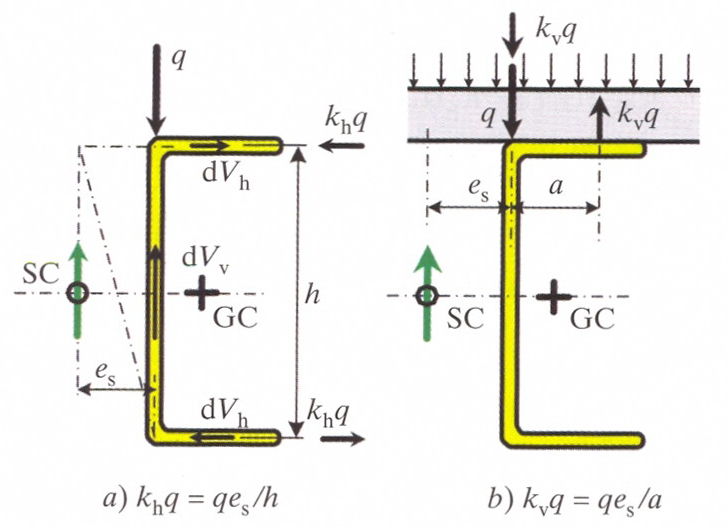 q
k_h q
dV_h
dV_v
SC
GC
h
e_s
dV_h
k_h q
a) k_h q = qe_s/h
k_v q
q
k_v q
e_s
a
SC
GC
b) k_v q = qe_s/a